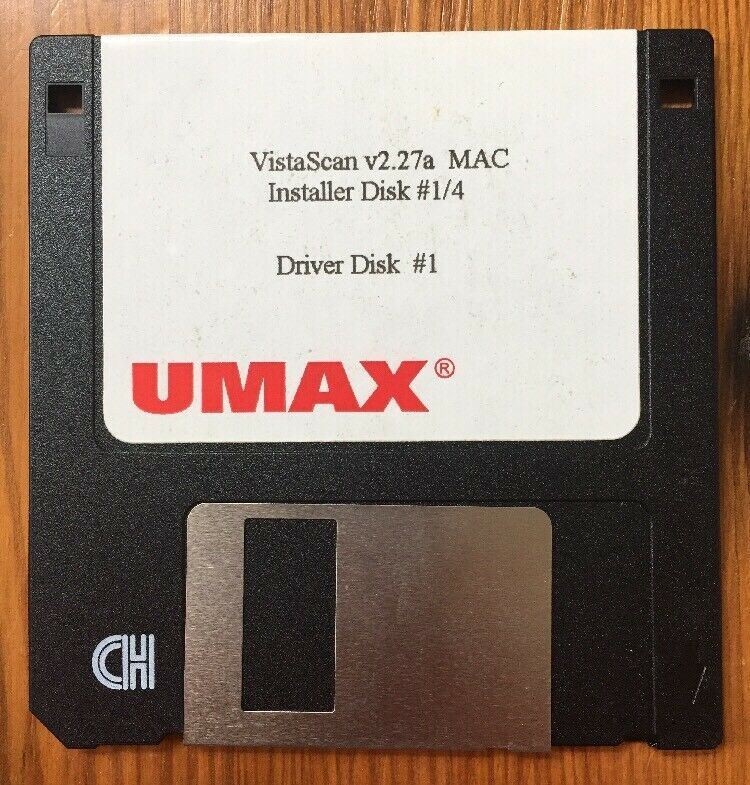 VistaScan v2.27a MAC
Installer Disk #1/4
Driver Disk #1
UMAX®
CH